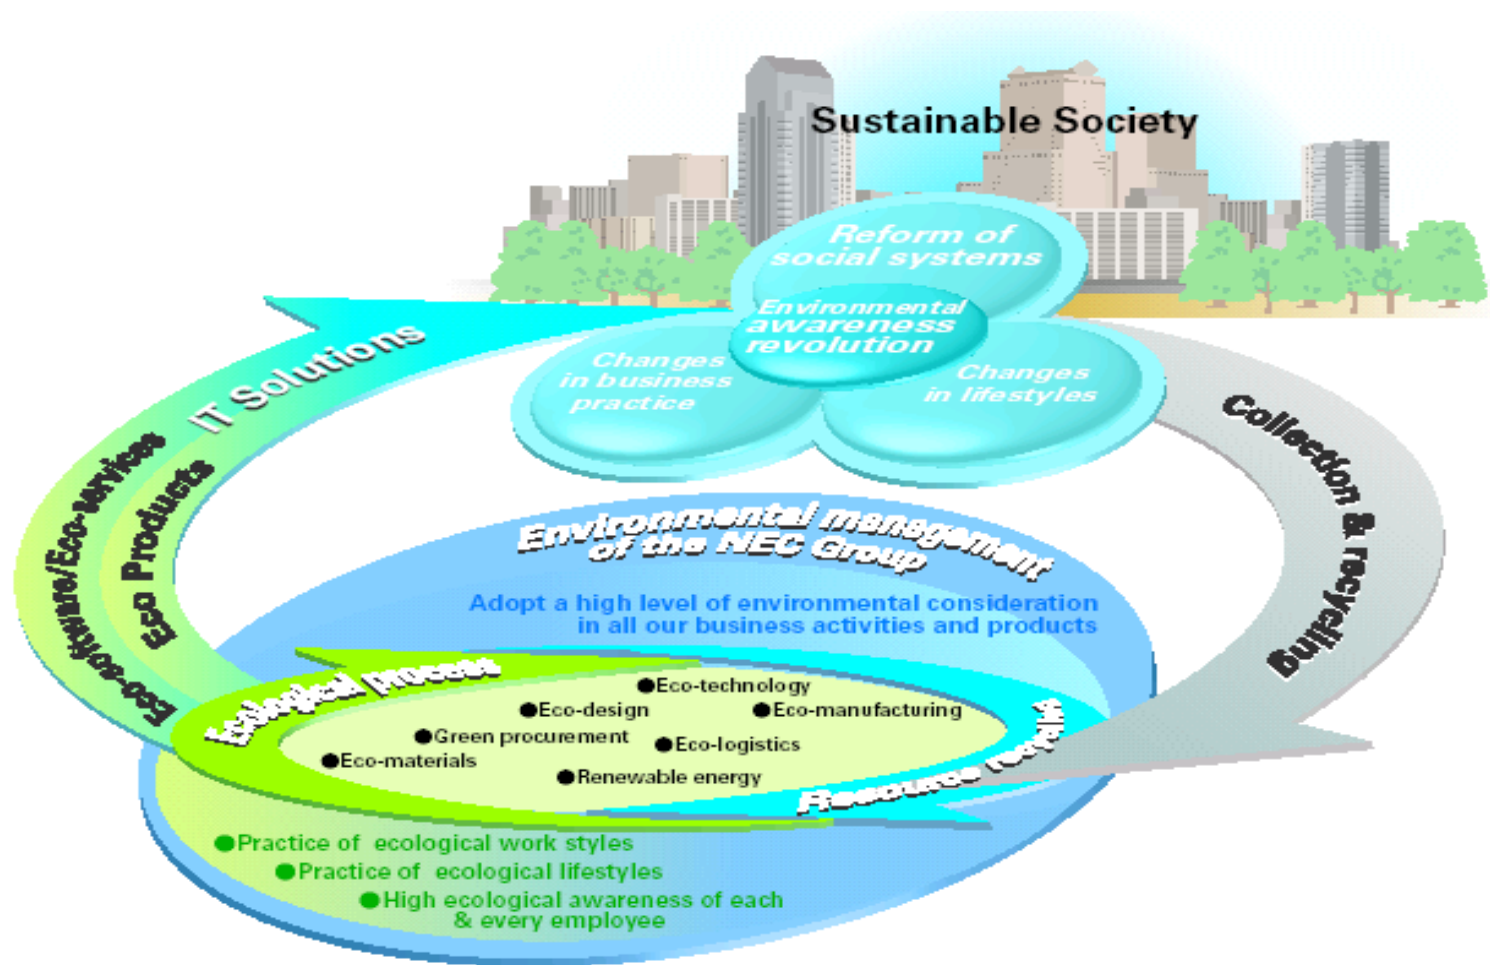 Sustainable Society
Reform of
social systems
Environmental
awareness
revolution
Changes
in business
practice
Changes
in lifestyles
IT Solutions
Eco-software/Eco-services
Eso Products
Collection & recycling
Environmental management
of the NEC Group
Adopt a high level of environmental consideration
in all our business activities and products
Ecological process
●Eco-technology
●Eco-design
●Eco-manufacturing
●Green procurement
●Eco-logistics
●Eco-materials
●Renewable energy
Resource
●Practice of ecological work styles
●Practice of ecological lifestyles
●High ecological awareness of each
& every employee